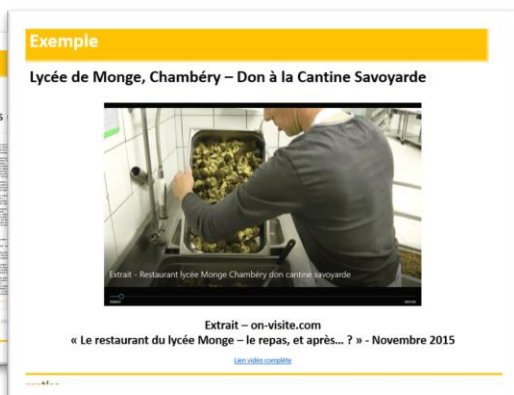 Exemple
Lycée de Monge, Chambéry – Don à la Cantine Savoyarde
Extrait - Restaurant lycée Monge Chambéry don cantine savoyarde
Extrait – on-visite.com
« Le restaurant du lycée Monge – le repas, et après… ? » - Novembre 2015
Lien vidéo complète